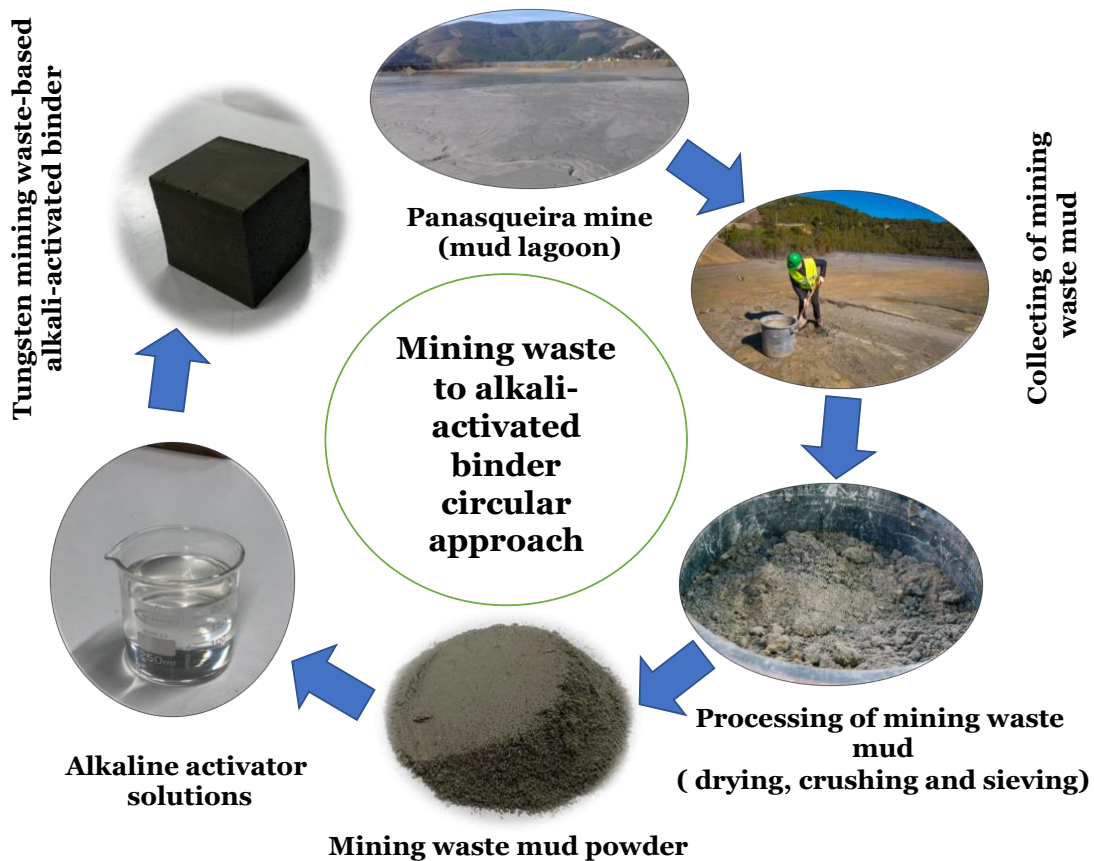 Panasqueira mine
(mud lagoon)
Collecting of mining
waste mud
Processing of mining waste
mud
( drying, crushing and sieving)
Mining waste mud powder
Alkaline activator
solutions
250ml
Tungsten mining waste-based
alkali-activated binder
Mining waste
to alkali-
activated
binder
circular
approach